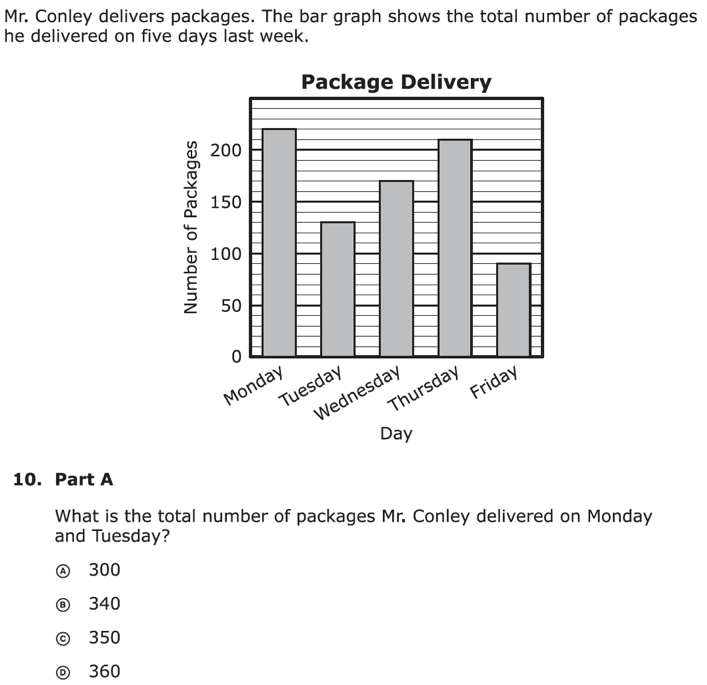 Mr. Conley delivers packages. The bar graph shows the total number of packages
he delivered on five days last week.
Package Delivery
Number of Packages
200
150
100
50
0
Monday
Tuesday
Wednesday
Thursday
Friday
Day
10. Part A
What is the total number of packages Mr. Conley delivered on Monday
and Tuesday?
Ⓐ 300
Ⓑ 340
Ⓒ 350
Ⓓ 360